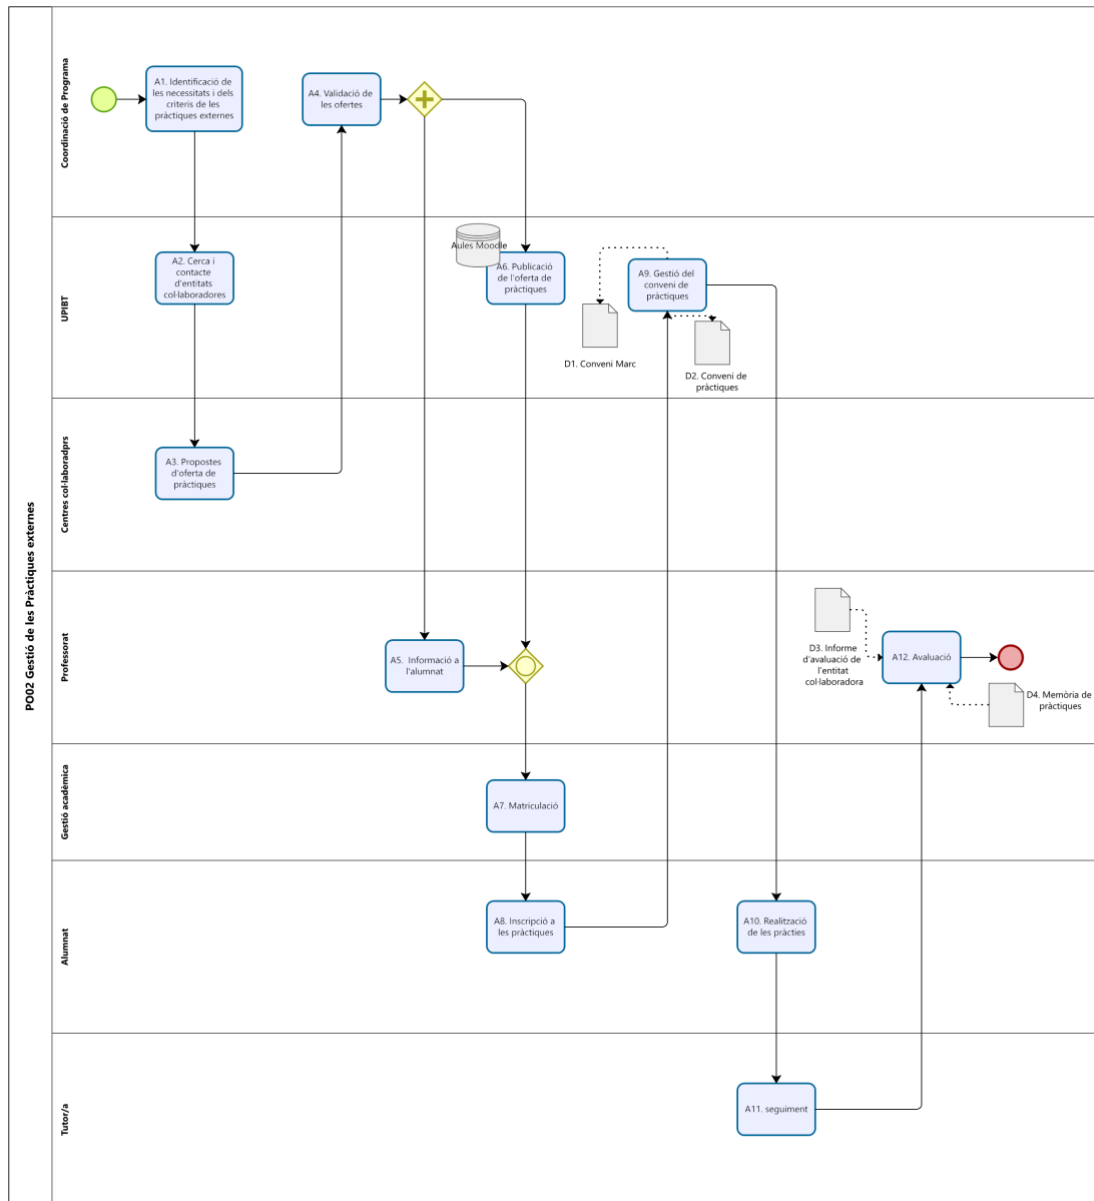 PO02 Gestió de les Pràctiques externes
Coordinació de Programa
A1. Identificació de
les necessitats i dels
criteris de les
pràctiques externes
A4. Validació de
les ofertes
UPIBT
A2. Cerca i
contacte
d'entitats
col·laboradores
Aules Moodle
A6. Publicació
de l'oferta de
pràctiques
A9. Gestió del
conveni de
pràctiques
D1. Conveni Marc
D2. Conveni de
pràctiques
Centres col·laboradprs
A3. Propostes
d'oferta de
pràctiques
Professorat
A5. Informació a
l'alumnat
D3. Informe
d'avaluació de
l'entitat
col·laboradora
A12. Avaluació
D4. Memòria de
pràctiques
Gestió acadèmica
A7. Matriculació
Alumnat
A8. Inscripció a
les pràctiques
A10. Realització
de les pràcties
Tutor/a
A11. seguiment